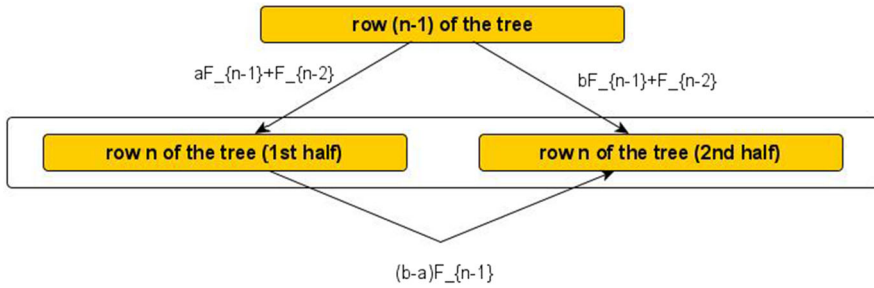 row (n-1) of the tree
aF_{n-1}+F_{n-2}
bF_{n-1}+F_{n-2}
row n of the tree (1st half)
row n of the tree (2nd half)
(b-a)F_{n-1}